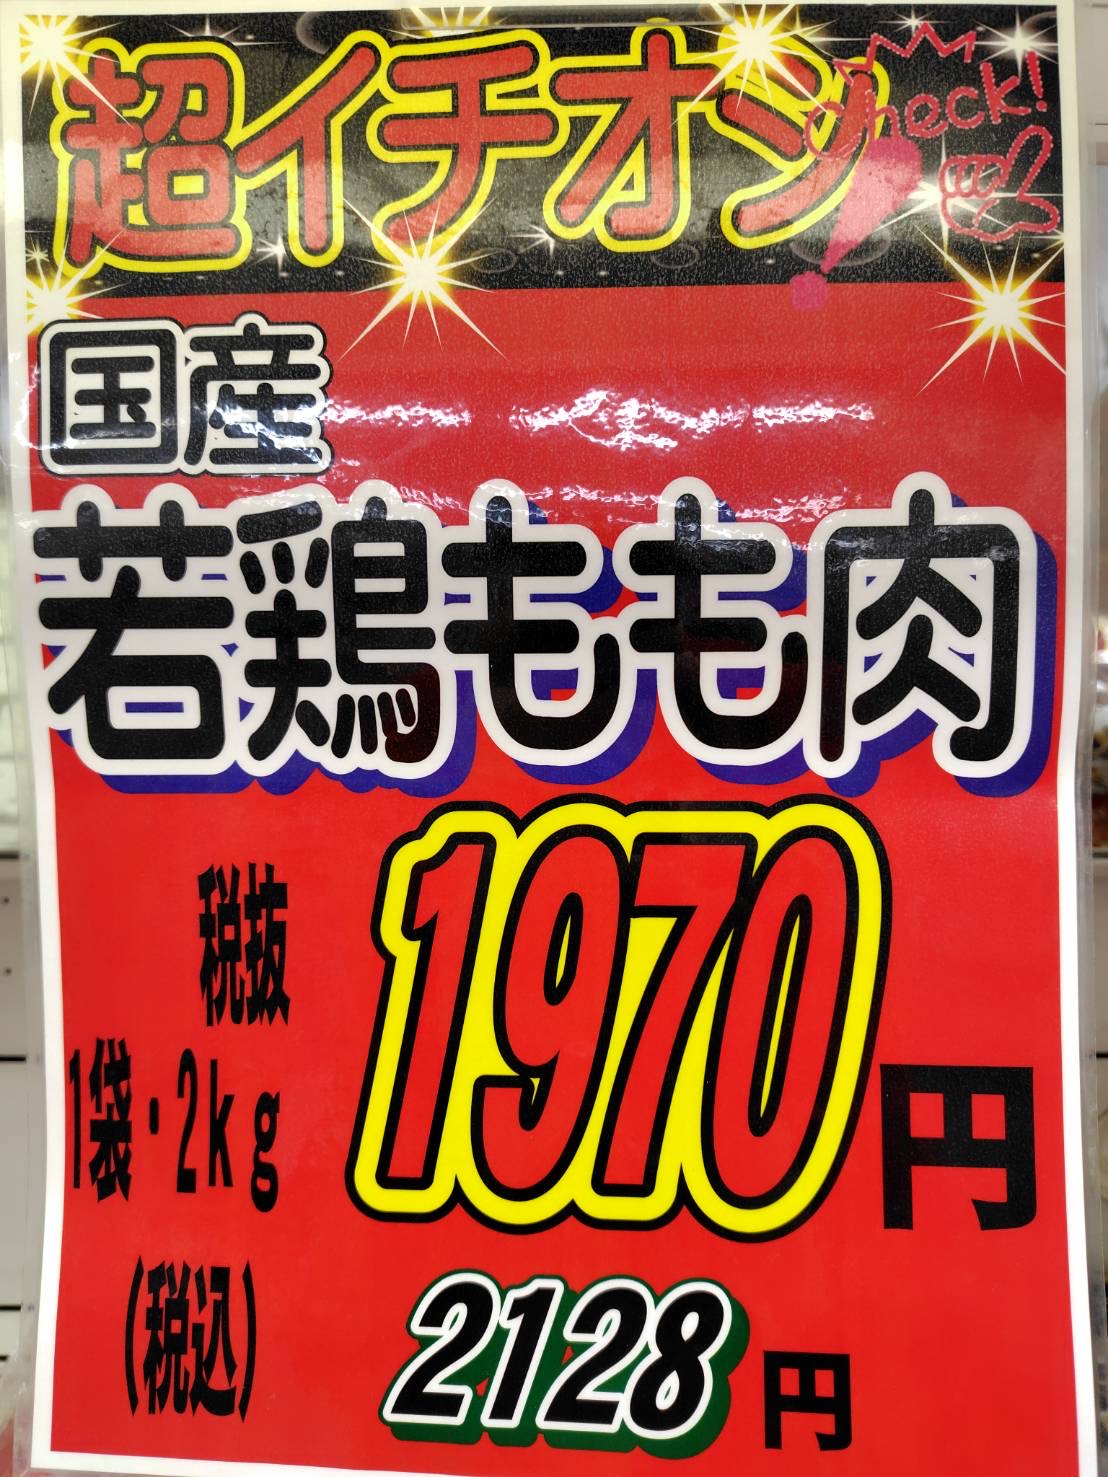 超イチオシ
Check!
国産
若鶏もも肉
税抜
1袋・2kg
1970円
(税込)
2128円